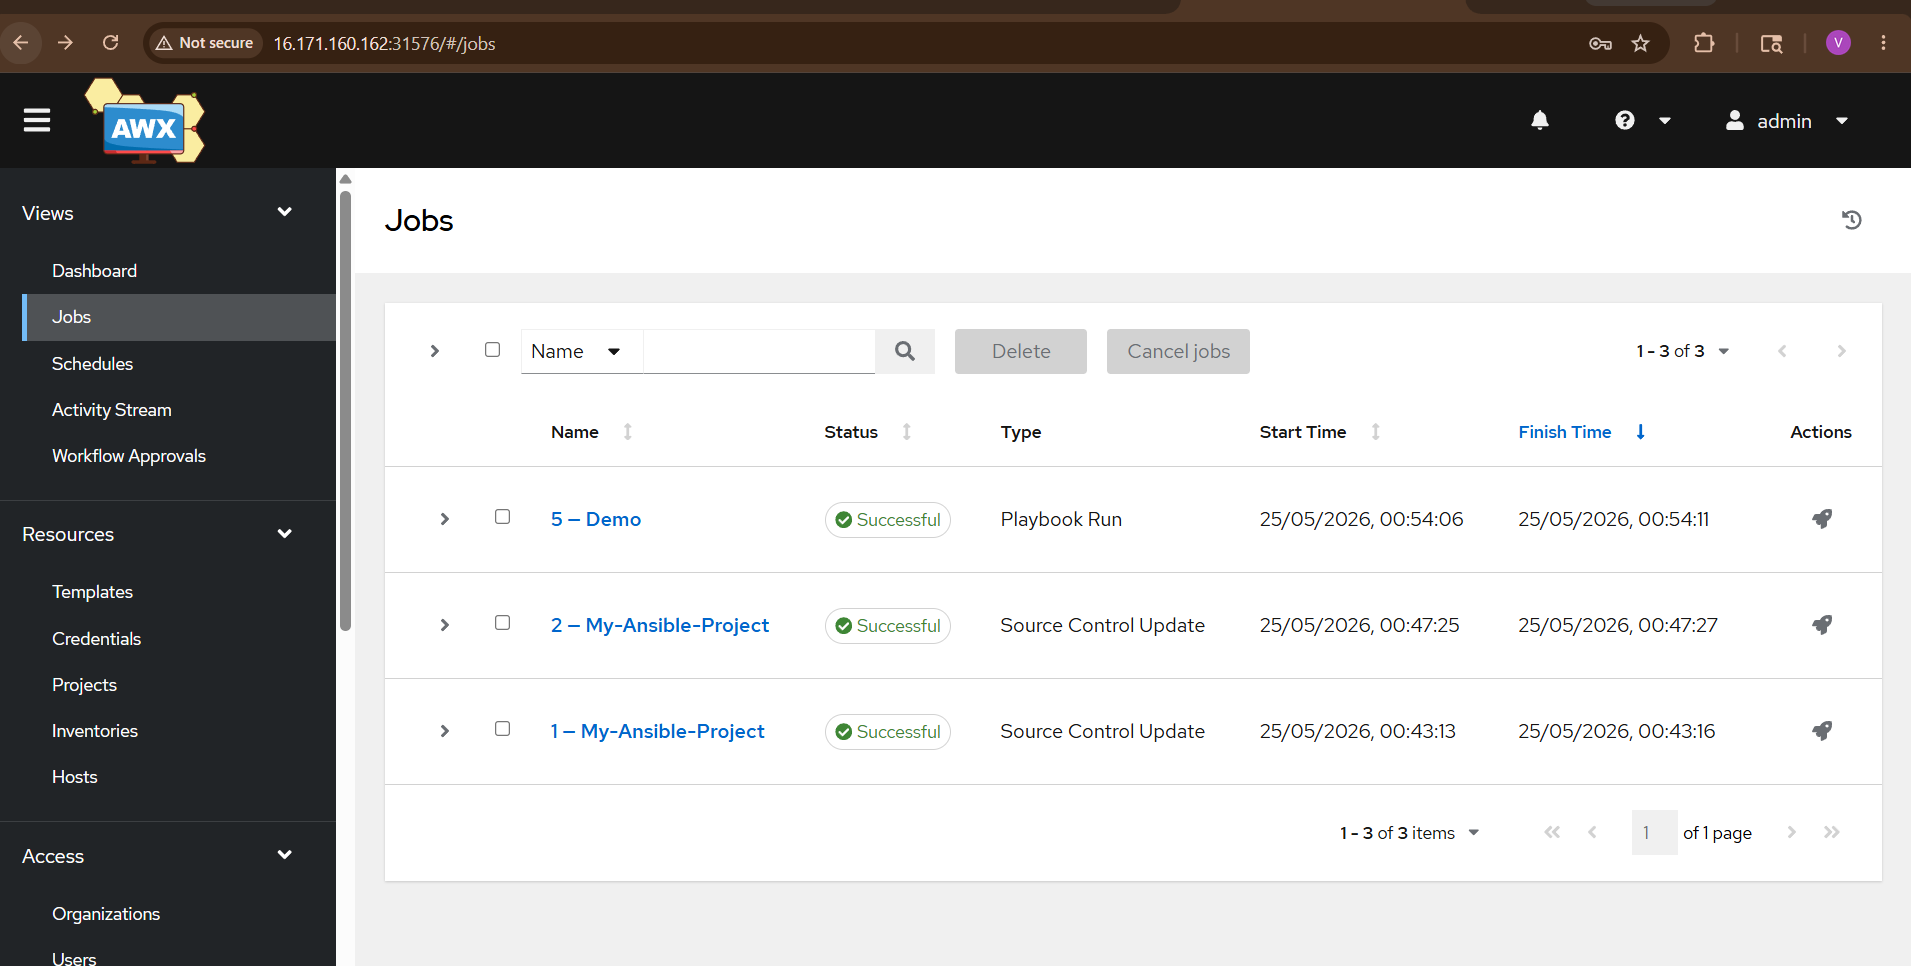 Not secure 16.171.160.162:31576/#/jobs V
AWX
admin
Views
Dashboard
Jobs
Schedules
Activity Stream
Workflow Approvals
Resources
Templates
Credentials
Projects
Inventories
Hosts
Access
Organizations
Users
Jobs
Name Delete Cancel jobs 1 - 3 of 3
Name Status Type Start Time Finish Time Actions
5 — Demo Successful Playbook Run 25/05/2026, 00:54:06 25/05/2026, 00:54:11
2 — My-Ansible-Project Successful Source Control Update 25/05/2026, 00:47:25 25/05/2026, 00:47:27
1 — My-Ansible-Project Successful Source Control Update 25/05/2026, 00:43:13 25/05/2026, 00:43:16
1 - 3 of 3 items 1 of 1 page